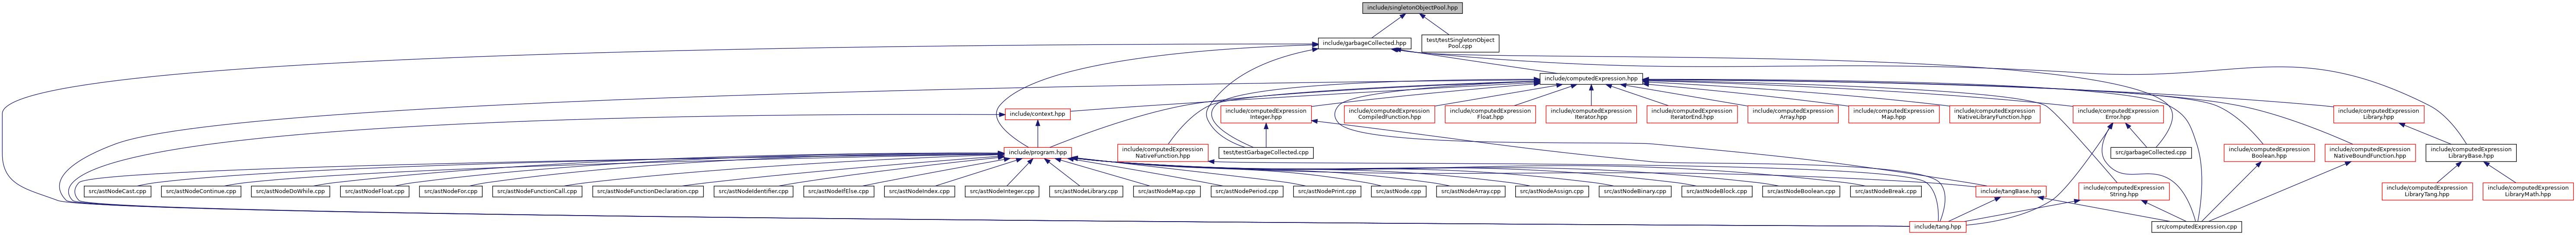 include/singletonObjectPool.hpp
include/garbageCollected.hpp
test/testSingletonObject
Pool.cpp
include/computedExpression.hpp
include/context.hpp
include/computedExpression
Integer.hpp
include/computedExpression
CompiledFunction.hpp
include/computedExpression
Float.hpp
include/computedExpression
Iterator.hpp
include/computedExpression
IteratorEnd.hpp
include/computedExpression
Array.hpp
include/computedExpression
Map.hpp
include/computedExpression
NativeLibraryFunction.hpp
include/computedExpression
Error.hpp
include/computedExpression
Library.hpp
include/program.hpp
include/computedExpression
NativeFunction.hpp
test/testGarbageCollected.cpp
src/garbageCollected.cpp
include/computedExpression
Boolean.hpp
include/computedExpression
NativeBoundFunction.hpp
include/computedExpression
LibraryBase.hpp
src/astNodeCast.cpp
src/astNodeContinue.cpp
src/astNodeDoWhile.cpp
src/astNodeFloat.cpp
src/astNodeFor.cpp
src/astNodeFunctionCall.cpp
src/astNodeFunctionDeclaration.cpp
src/astNodeIdentifier.cpp
src/astNodeIfElse.cpp
src/astNodeIndex.cpp
src/astNodeInteger.cpp
src/astNodeLibrary.cpp
src/astNodeMap.cpp
src/astNodePeriod.cpp
src/astNodePrint.cpp
src/astNode.cpp
src/astNodeArray.cpp
src/astNodeAssign.cpp
src/astNodeBinary.cpp
src/astNodeBlock.cpp
src/astNodeBoolean.cpp
src/astNodeBreak.cpp
include/tangBase.hpp
include/computedExpression
String.hpp
include/computedExpression
LibraryTang.hpp
include/computedExpression
LibraryMath.hpp
include/tang.hpp
src/computedExpression.cpp